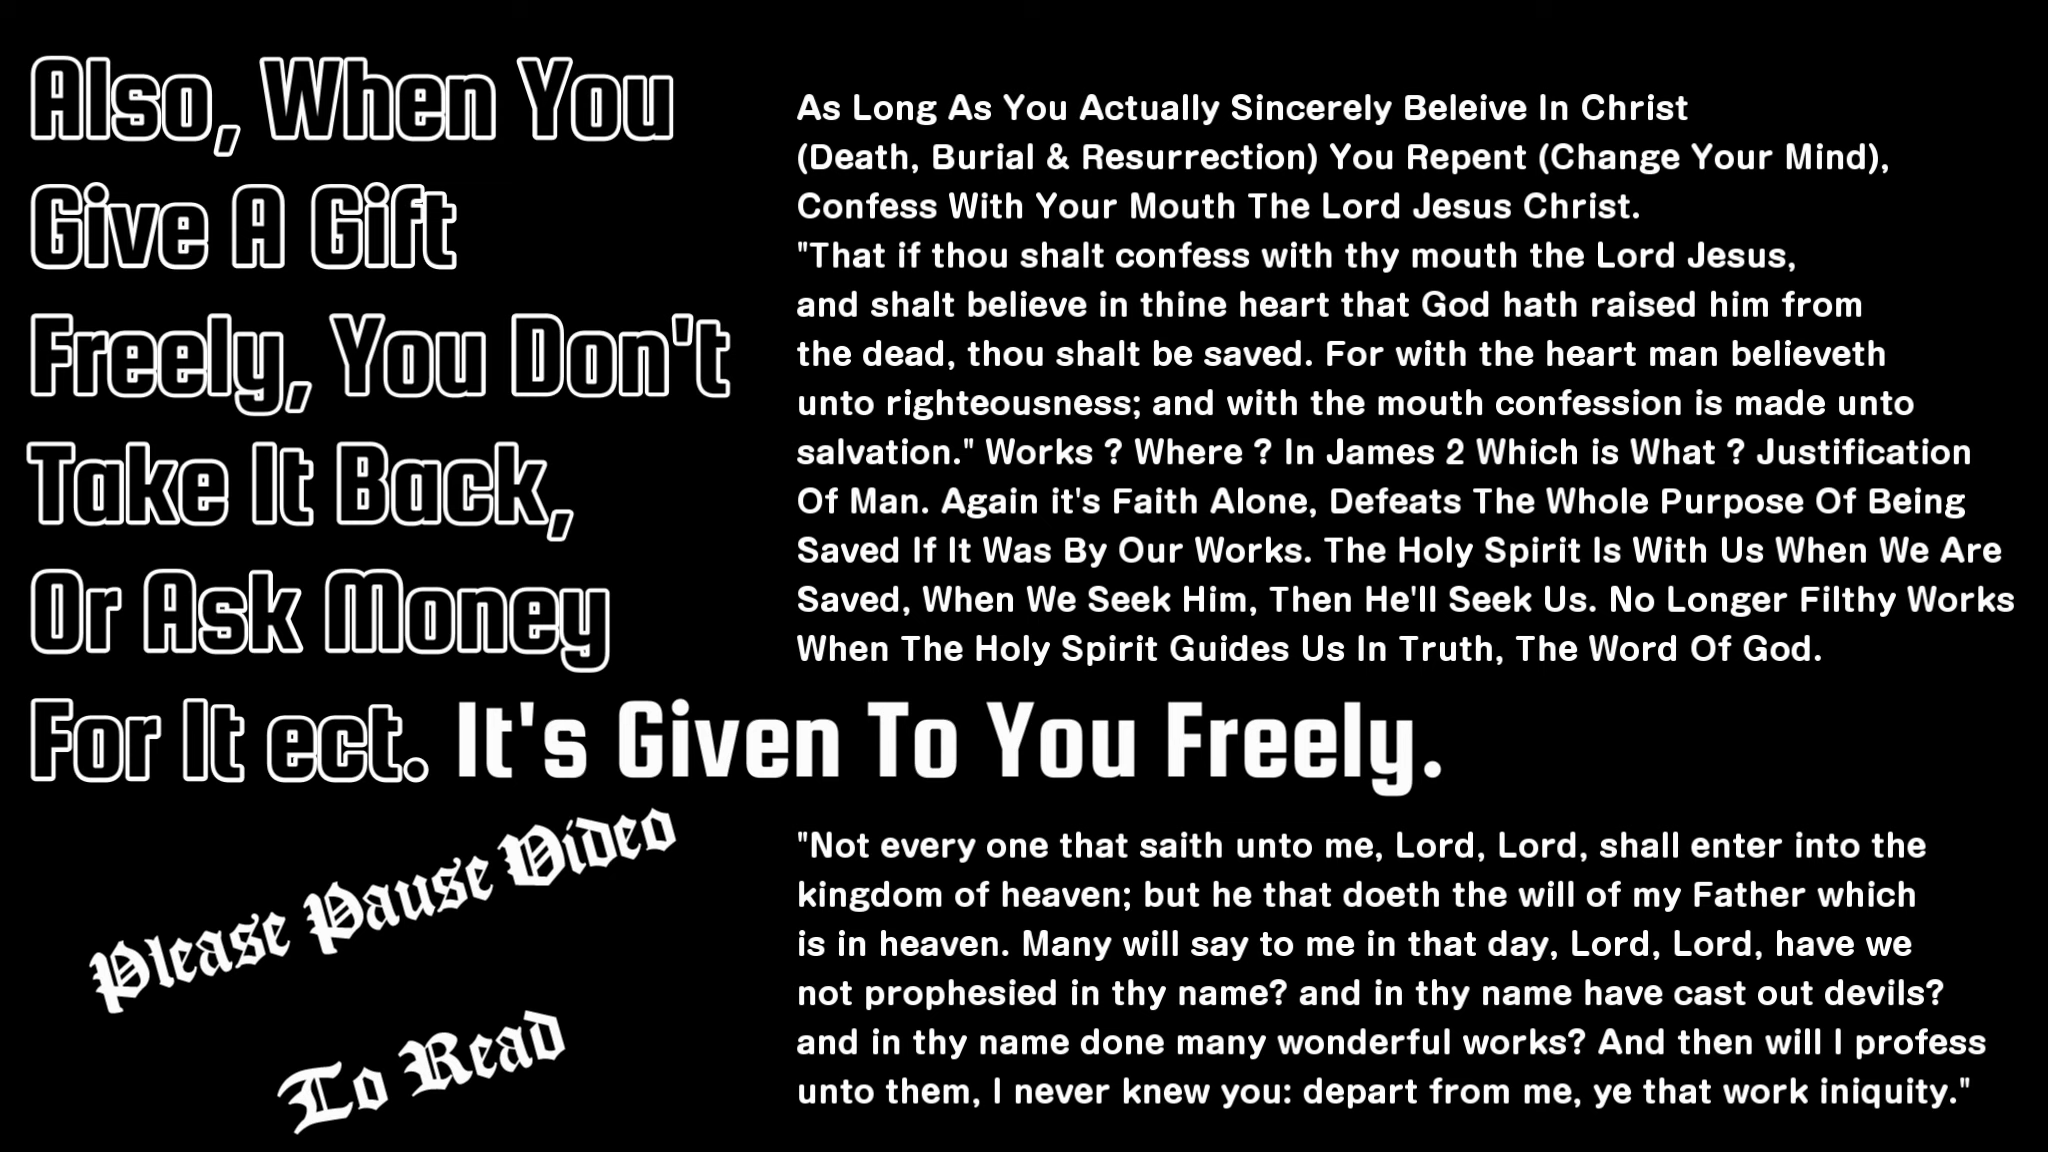 Also, When You
Give A Gift
Freely, You Don't
Take It Back,
Or Ask Money
For It ect. It's Given To You Freely.
As Long As You Actually Sincerely Beleive In Christ
(Death, Burial & Resurrection) You Repent (Change Your Mind),
Confess With Your Mouth The Lord Jesus Christ.
"That if thou shalt confess with thy mouth the Lord Jesus,
and shalt believe in thine heart that God hath raised him from
the dead, thou shalt be saved. For with the heart man believeth
unto righteousness; and with the mouth confession is made unto
salvation." Works ? Where ? In James 2 Which is What ? Justification
Of Man. Again it's Faith Alone, Defeats The Whole Purpose Of Being
Saved If It Was By Our Works. The Holy Spirit Is With Us When We Are
Saved, When We Seek Him, Then He'll Seek Us. No Longer Filthy Works
When The Holy Spirit Guides Us In Truth, The Word Of God.
Please Pause Video
To Read
"Not every one that saith unto me, Lord, Lord, shall enter into the
kingdom of heaven; but he that doeth the will of my Father which
is in heaven. Many will say to me in that day, Lord, Lord, have we
not prophesied in thy name? and in thy name have cast out devils?
and in thy name done many wonderful works? And then will I profess
unto them, I never knew you: depart from me, ye that work iniquity."